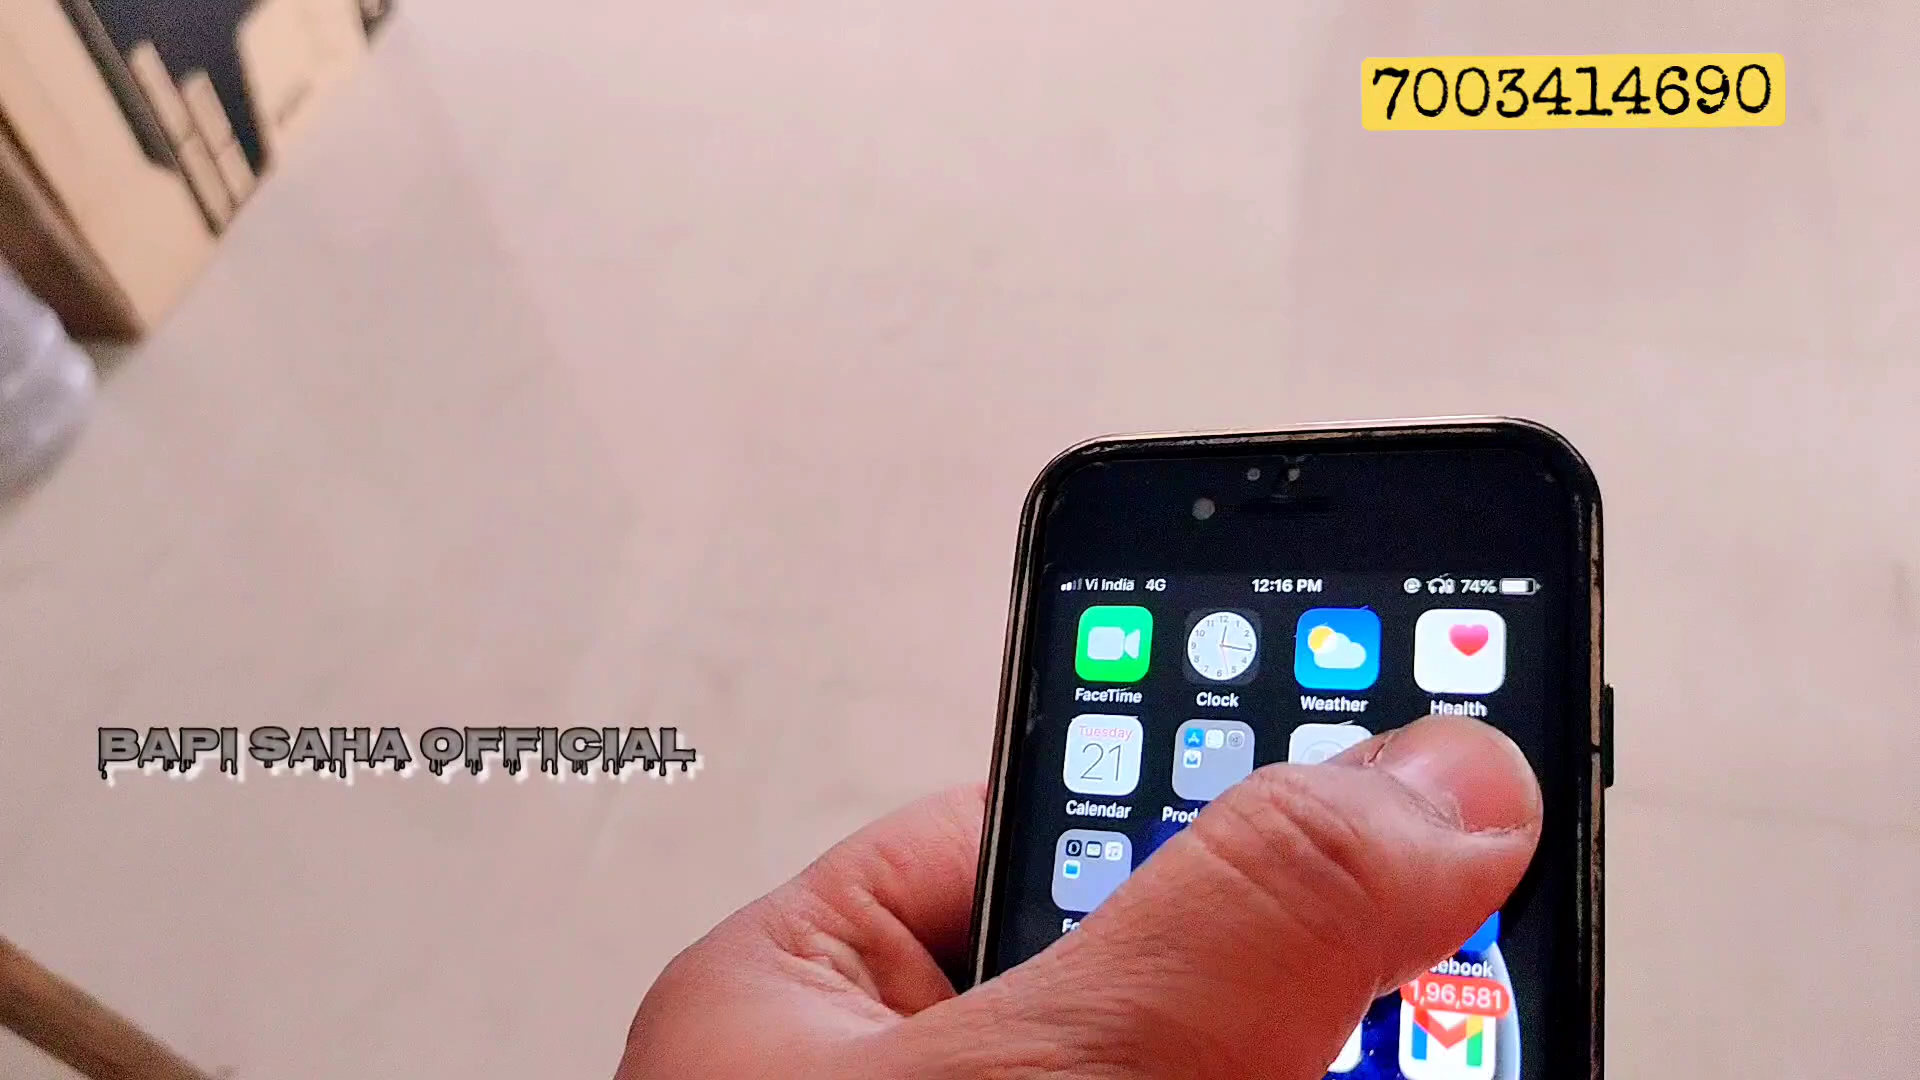 7003414690
Vi India 4G 12:16 PM 74%
FaceTime Clock Weather Health
Tuesday
21
Calendar
BAPI SAHA OFFICIAL
1,96,581